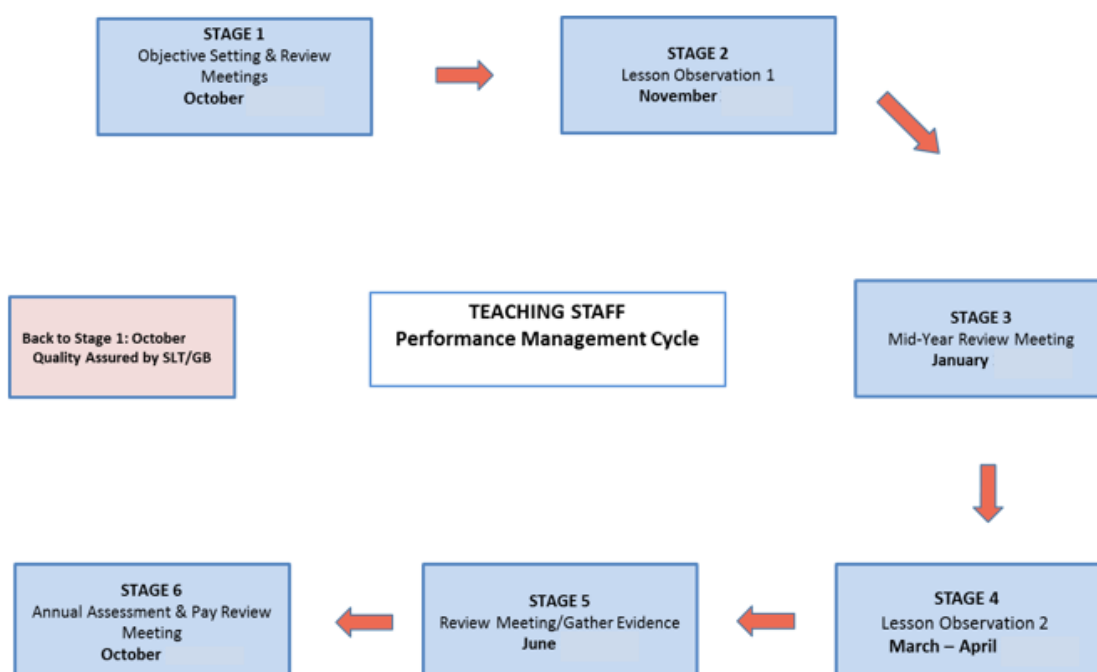 STAGE 1
Objective Setting & Review
Meetings
October
STAGE 2
Lesson Observation 1
November
STAGE 3
Mid-Year Review Meeting
January
STAGE 4
Lesson Observation 2
March – April
STAGE 5
Review Meeting/Gather Evidence
June
STAGE 6
Annual Assessment & Pay Review
Meeting
October
Back to Stage 1: October
Quality Assured by SLT/GB
TEACHING STAFF
Performance Management Cycle